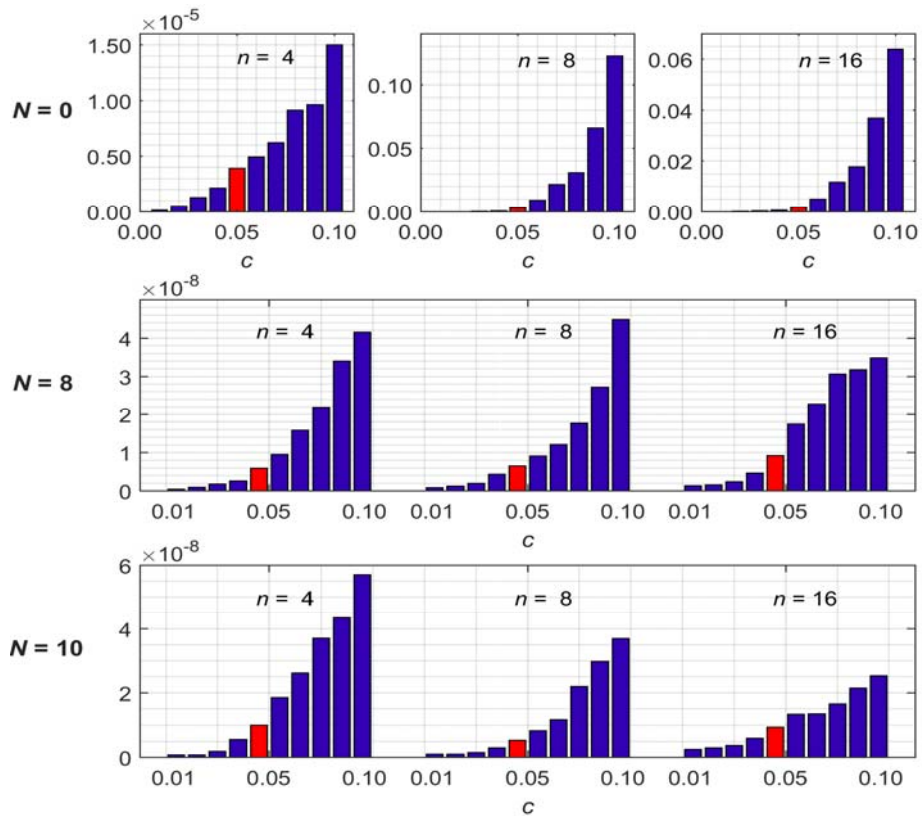 ×10⁻⁵
1.50
1.00
0.50
0.00
n = 4
0.00 0.05 0.10
c
N = 0
0.10
0.05
0.00
n = 8
0.00 0.05 0.10
c
0.06
0.04
0.02
0.00
n = 16
0.00 0.05 0.10
c
×10⁻⁸
N = 8
4
3
2
1
0
n = 4 n = 8 n = 16
0.01 0.05 0.10 0.01 0.05 0.10 0.01 0.05 0.10
c
×10⁻⁸
N = 10
6
4
2
0
n = 4 n = 8 n = 16
0.01 0.05 0.10 0.01 0.05 0.10 0.01 0.05 0.10
c